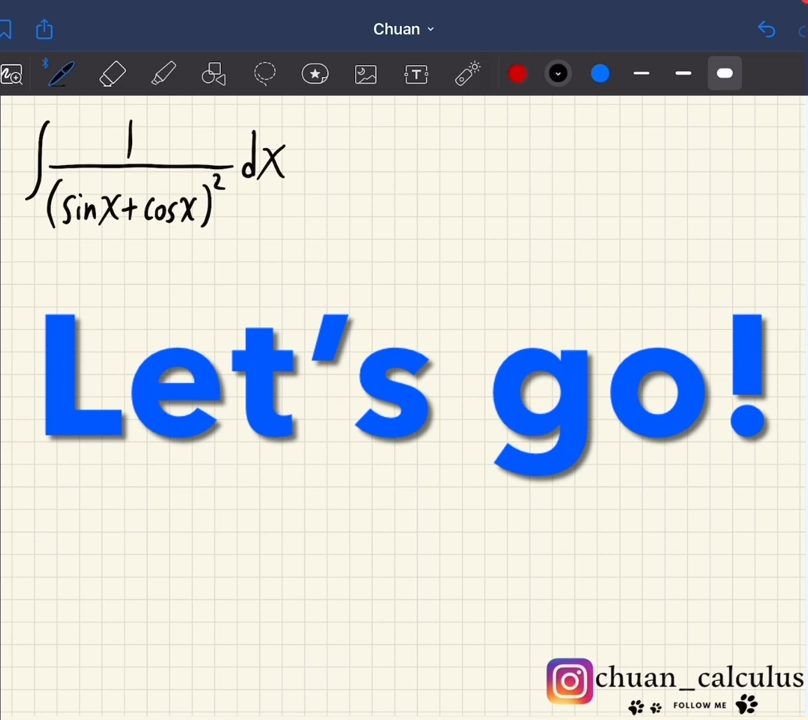 Chuan
T
∫ 1/(sinx+cosx)² dx
Let's go!
chuan_calculus
FOLLOW ME